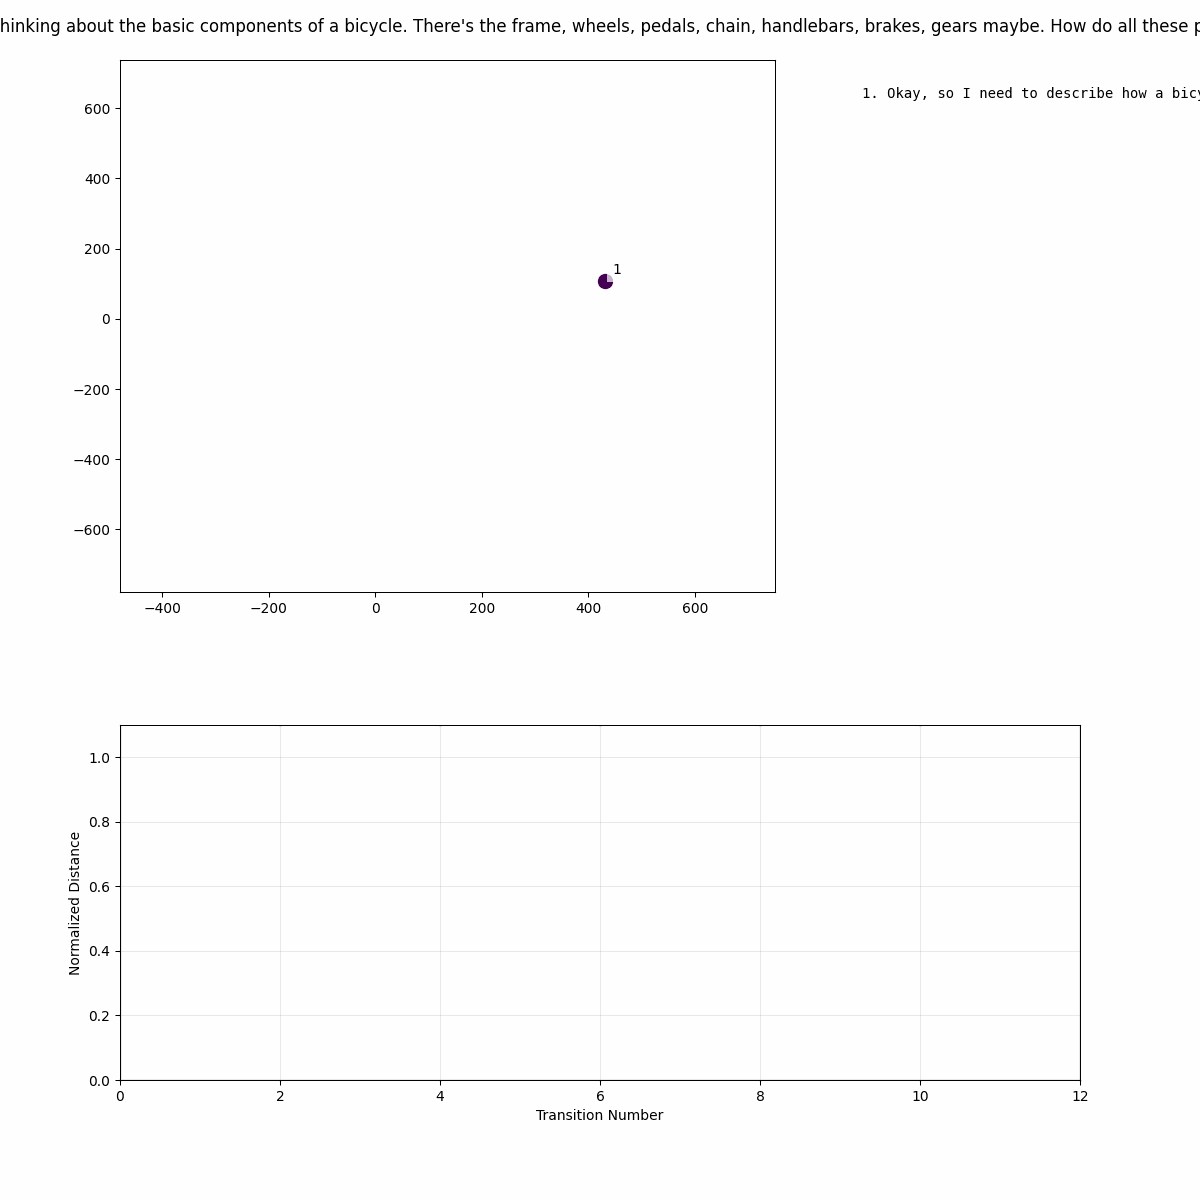 hinking about the basic components of a bicycle. There's the frame, wheels, pedals, chain, handlebars, brakes, gears maybe. How do all these p
1. Okay, so I need to describe how a bicy
600
400
200
0
−200
−400
−600
1
−400 −200 0 200 400 600
1.0
0.8
0.6
0.4
0.2
0.0
Normalized Distance
0 2 4 6 8 10 12
Transition Number